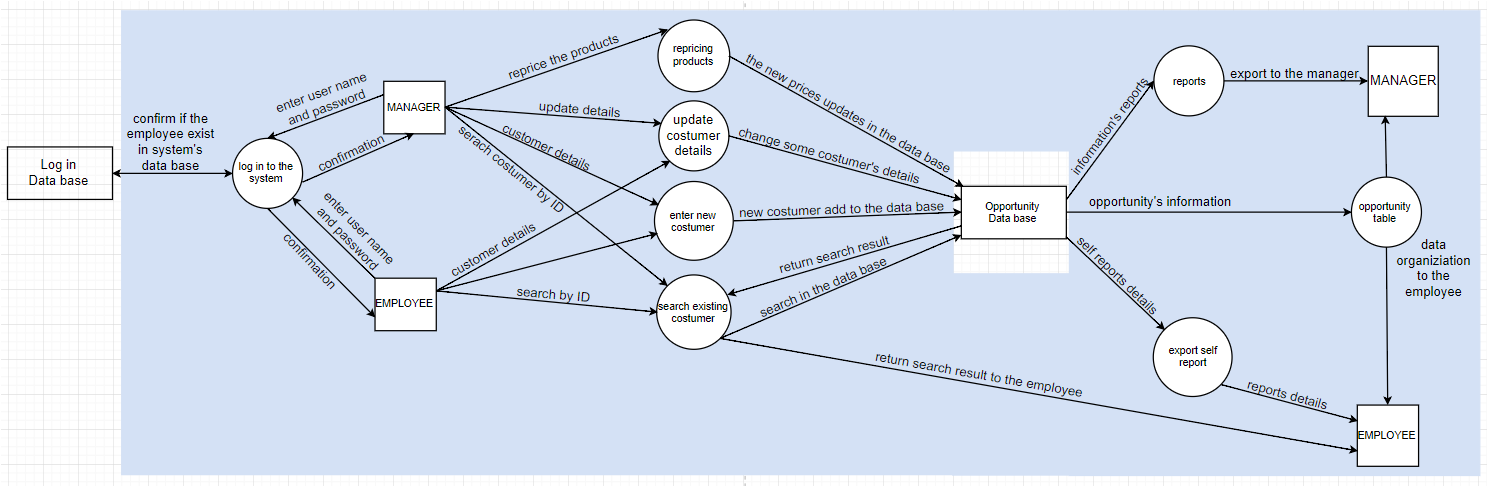 confirm if the
employee exist
in system's
data base
Log in
Data base
log in to the
system
enter user name
and password
confirmation
MANAGER
enter user name
and password
confirmation
EMPLOYEE
reprice the products
update details
customer details
serach costumer by ID
customer details
search by ID
repricing
products
update
costumer
details
enter new
costumer
search existing
costumer
the new prices updates in the data base
change some costumer's details
new costumer add to the data base
return search result
search in the data base
return search result to the employee
Opportunity
Data base
information's reports
opportunity's information
self reports details
reports
export to the manager
MANAGER
opportunity
table
data
organiziation
to the
employee
export self
report
reports details
EMPLOYEE